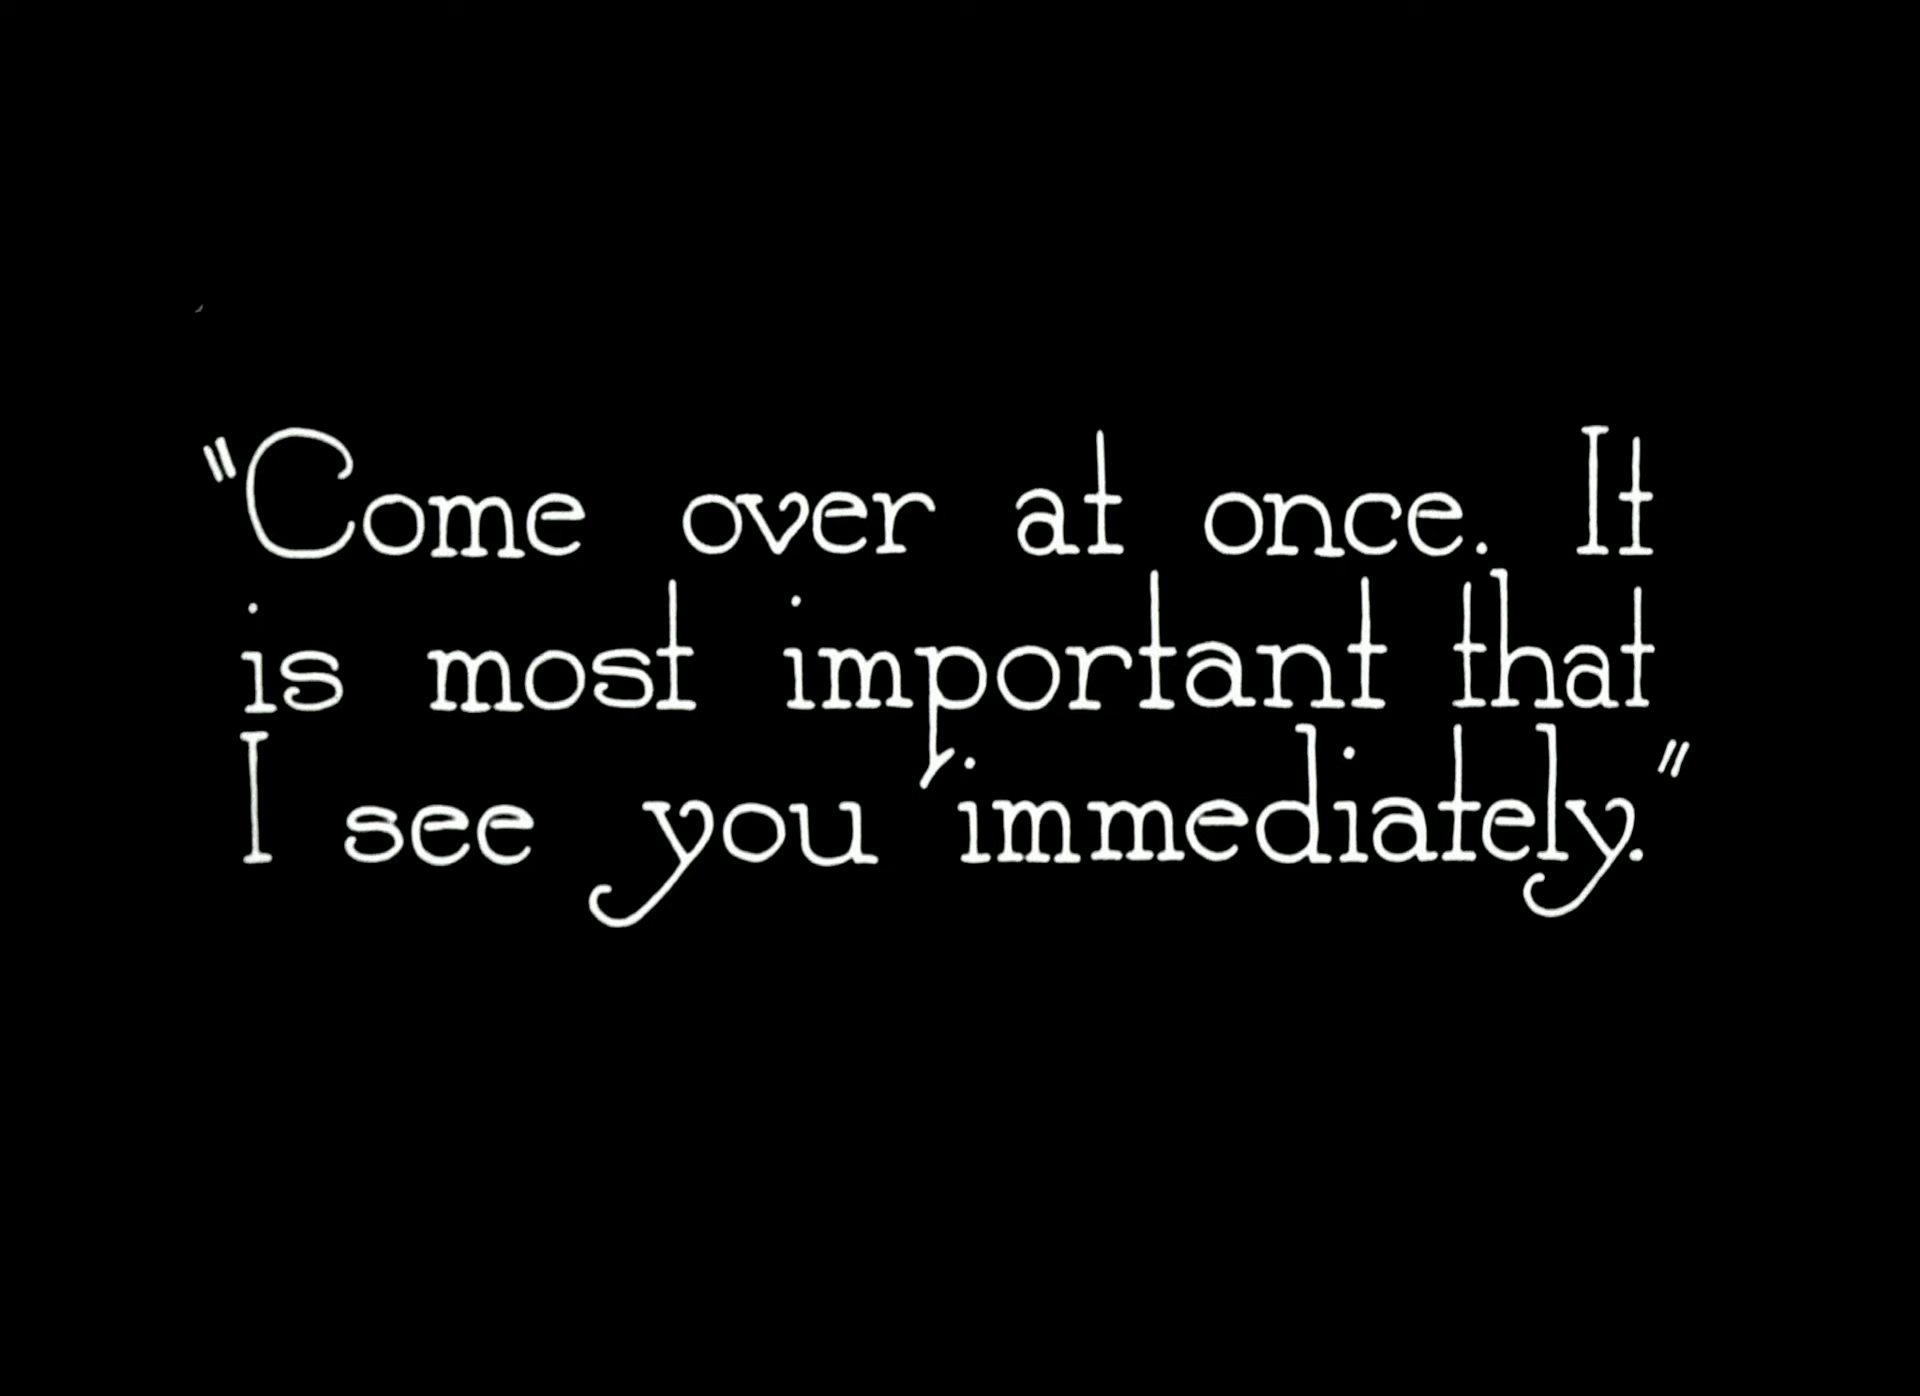 "Come over at once. It
is most important that
I see you immediately."